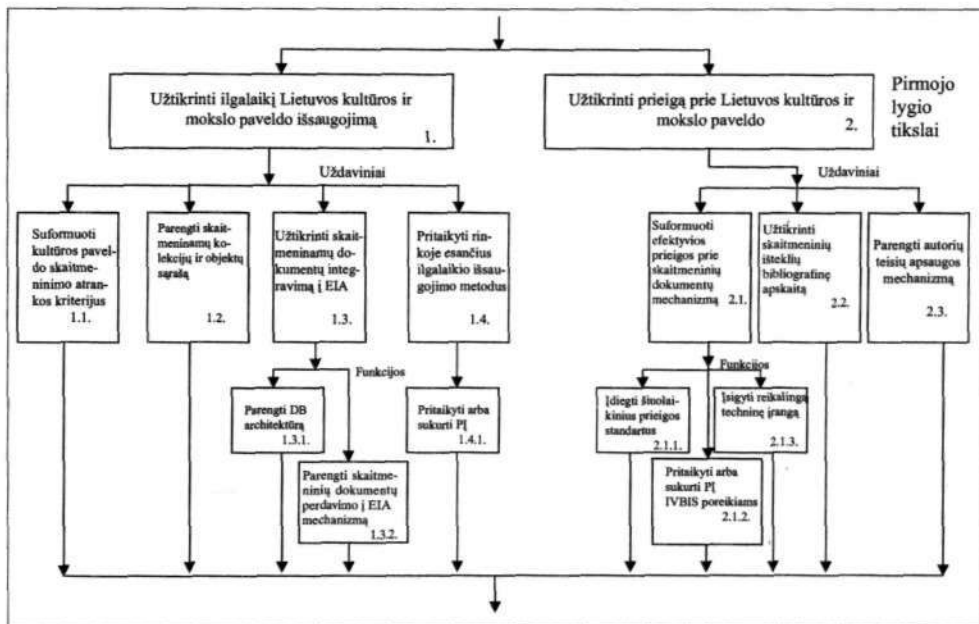 Užtikrinti ilgalaikį Lietuvos kultūros ir
mokslo paveldo išsaugojimą
1.
Užtikrinti prieigą prie Lietuvos kultūros ir
mokslo paveldo
2.
Pirmojo
lygio
tikslai
Uždaviniai
Uždaviniai
Suformuoti
kultūros pavel-
do skaitme-
ninimo atran-
kos kriterijus
1.1.
Parengti skait-
meninamų ko-
lekcijų ir objektų
sąrašą
1.2.
Užtikrinti skait-
meninamų do-
kumentų integ-
ravimą į EIA
1.3.
Pritaikyti rin-
koje esančius
ilgalaikio išsau-
gojimo metodus
1.4.
Suformuoti
efektyvios
prieigos prie
skaitmeninių
dokumentų
mechanizmą
2.1.
Užtikrinti
skaitmeninių
išteklių
bibliografinę
apskaitą
2.2.
Parengti autorių
teisių apsaugos
mechanizmą
2.3.
Funkcijos
Funkcijos
Parengti DB
architektūrą
1.3.1.
Parengti skaitme-
ninių dokumentų
perdavimo į EIA
mechanizmą
1.3.2.
Pritaikyti arba
sukurti PĮ
1.4.1.
Įdiegti šiuolai-
kinius prieigos
standartus
2.1.1.
Pritaikyti arba
sukurti PĮ
IVBIS poreikiams
2.1.2.
Įsigyti reikalingą
techninę įrangą
2.1.3.